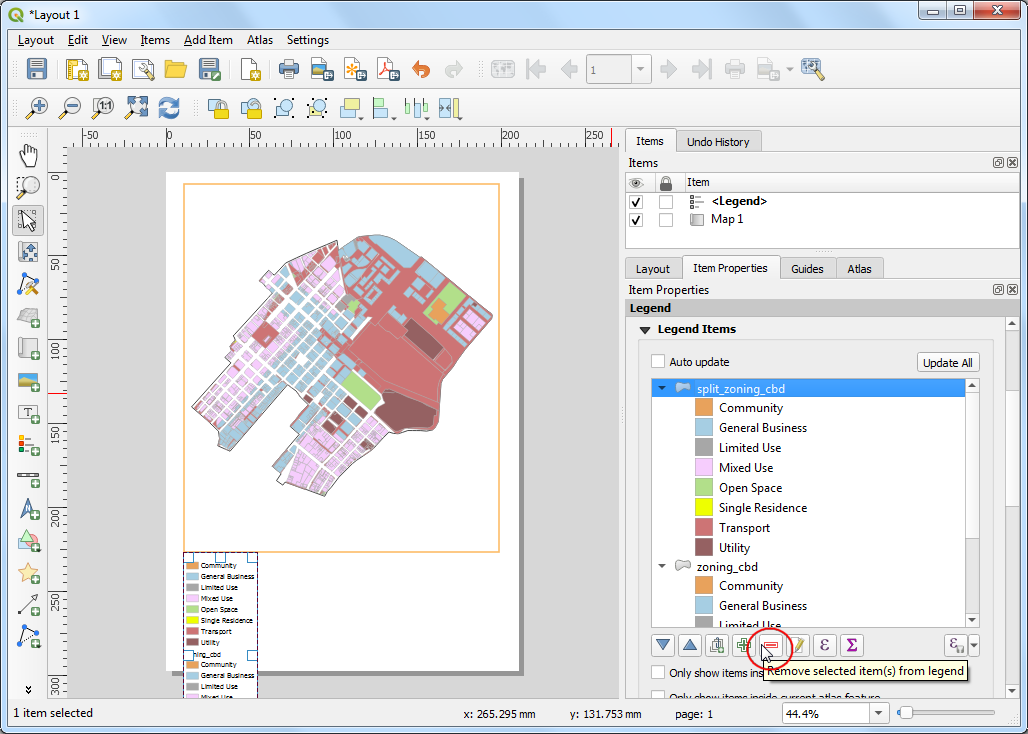 *Layout 1
Layout Edit View Items Add Item Atlas Settings
1:1
1
-50 0 50 100 150 200 250
0
50
100
150
200
250
300
Community
General Business
Limited Use
Mixed Use
Open Space
Single Residence
Transport
Utility
ning_cbd
Community
General Business
Limited Use
Mixed Use
Items Undo History
Items
Item
<Legend>
Map 1
Layout Item Properties Guides Atlas
Item Properties
Legend
Legend Items
Auto update Update All
split_zoning_cbd
Community
General Business
Limited Use
Mixed Use
Open Space
Single Residence
Transport
Utility
zoning_cbd
Community
General Business
Limited Use
ε Σ ε
Only show items ins
Remove selected item(s) from legend
Only show items inside current atlas feature
1 item selected x: 265.295 mm y: 131.753 mm page: 1 44.4%